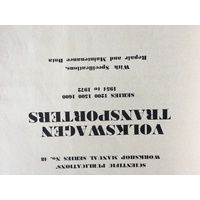 SCIENTIFIC PUBLICATIONS'
WORKSHOP MANUAL SERIES No. 48
VOLKSWAGEN
TRANSPORTERS
SERIES 1200 1500 1600
1954 to 1972
With Specifications,
Repair and Maintenance Data